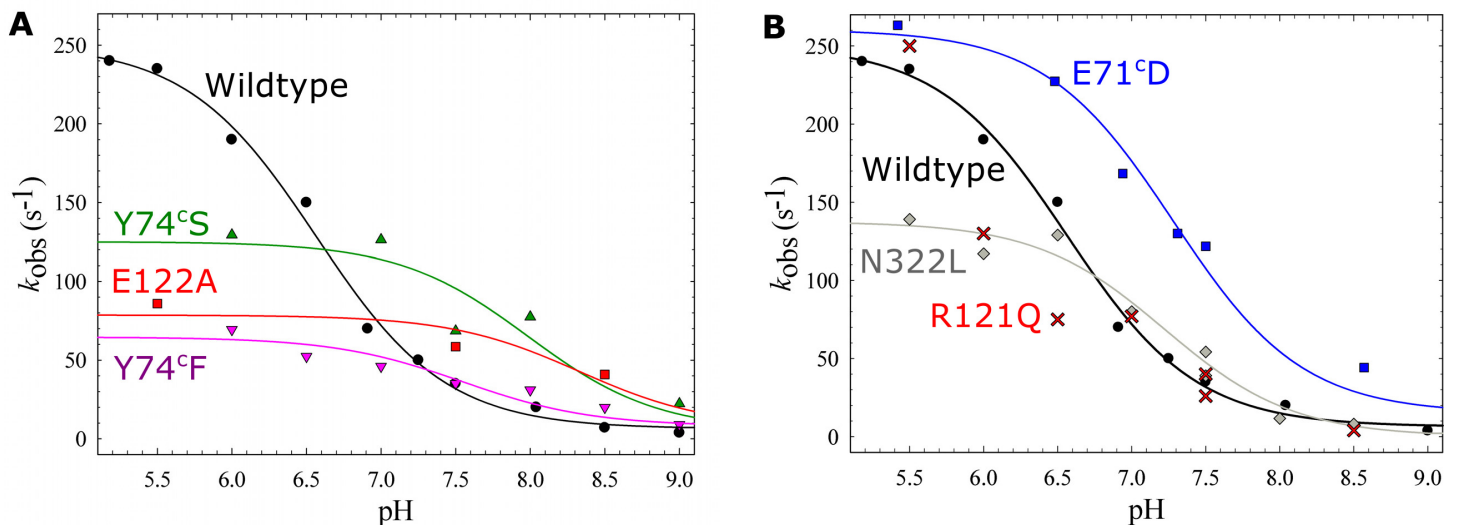 A
250
200
150
100
50
0
kobs (s⁻¹)
Wildtype
Y74ᶜS
E122A
Y74ᶜF
5.5 6.0 6.5 7.0 7.5 8.0 8.5 9.0
pH
B
250
200
150
100
50
0
kobs (s⁻¹)
E71ᶜD
Wildtype
N322L
R121Q
5.5 6.0 6.5 7.0 7.5 8.0 8.5 9.0
pH